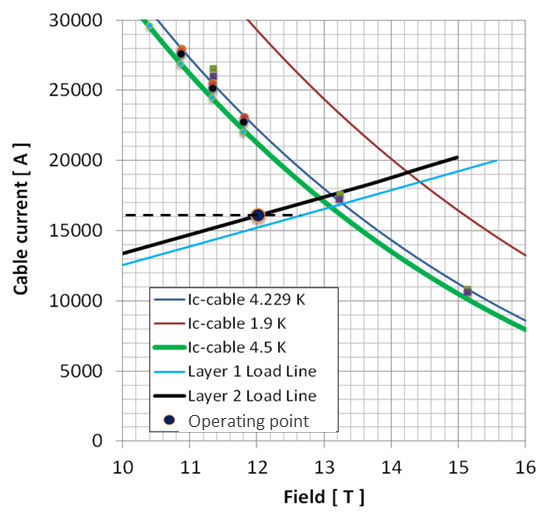 30000
25000
20000
15000
10000
5000
0
Cable current [ A ]
Ic-cable 4.229 K
Ic-cable 1.9 K
Ic-cable 4.5 K
Layer 1 Load Line
Layer 2 Load Line
Operating point
10 11 12 13 14 15 16
Field [ T ]